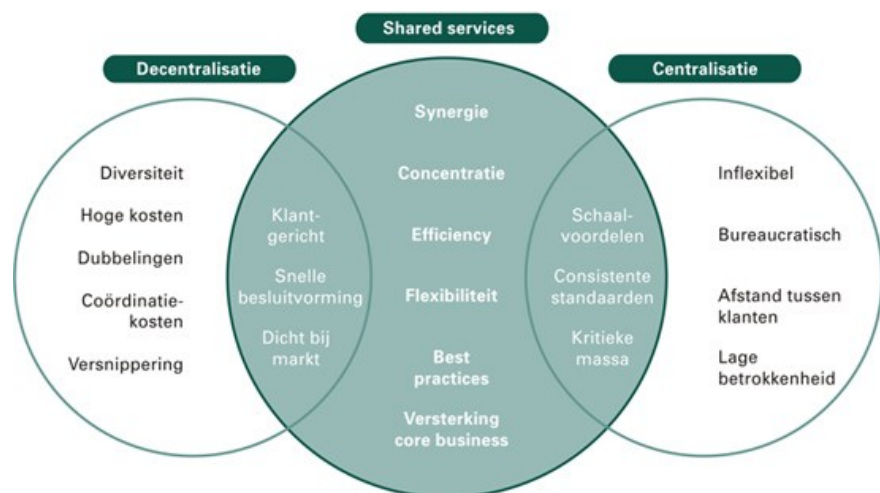 Shared services
Decentralisatie
Centralisatie
Diversiteit
Hoge kosten
Dubbelingen
Coördinatie-
kosten
Versnippering
Klant-
gericht
Snelle
besluitvorming
Dicht bij
markt
Synergie
Concentratie
Efficiency
Flexibiliteit
Best
practices
Versterking
core business
Schaal-
voordelen
Consistente
standaarden
Kritieke
massa
Inflexibel
Bureaucratisch
Afstand tussen
klanten
Lage
betrokkenheid